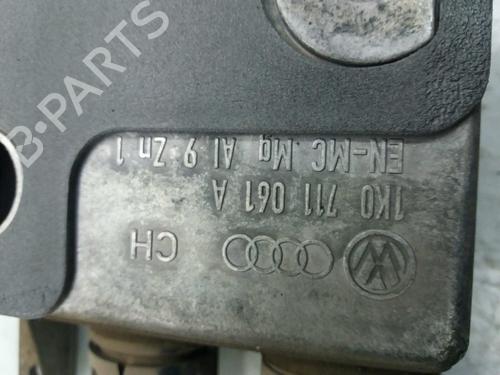 B-PARTS
EN-MC Mg Al 9 Zn 1
1K0 711 061 A
CH